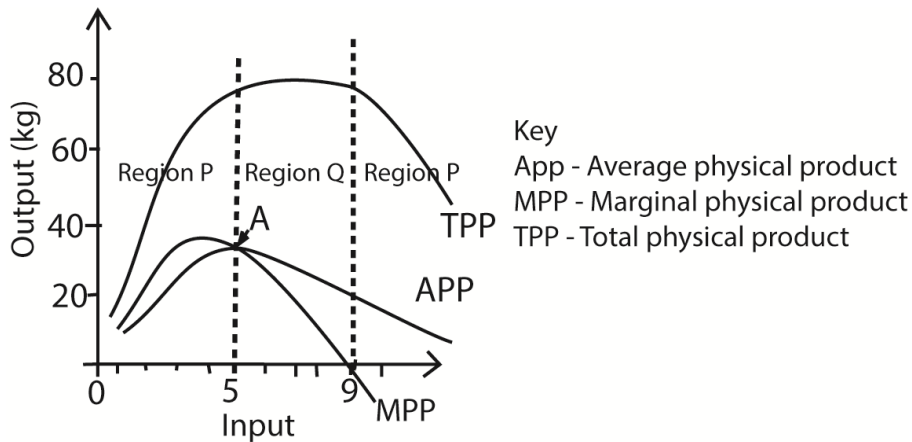 80
60
40
20
0
5
9
Output (kg)
Input
Region P
Region Q
Region P
A
TPP
APP
MPP
Key
App - Average physical product
MPP - Marginal physical product
TPP - Total physical product